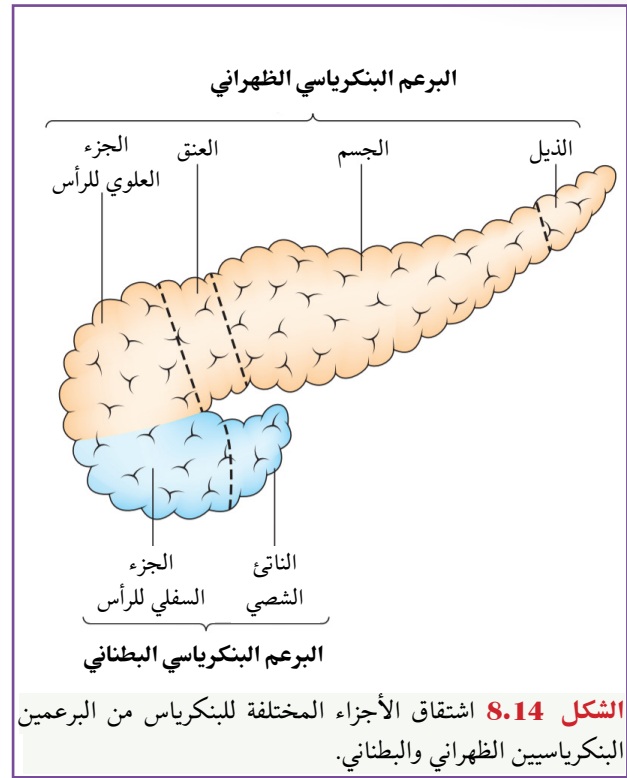 البرعم البنكرياسي الظهراني
الجزء
العلوي للرأس
العنق
الجسم
الذيل
الجزء
السفلي للرأس
الناتئ
الشصي
البرعم البنكرياسي البطناني
الشكل 8.14 اشتقاق الأجزاء المختلفة للبنكرياس من البرعمين
البنكرياسيين الظهراني والبطناني.